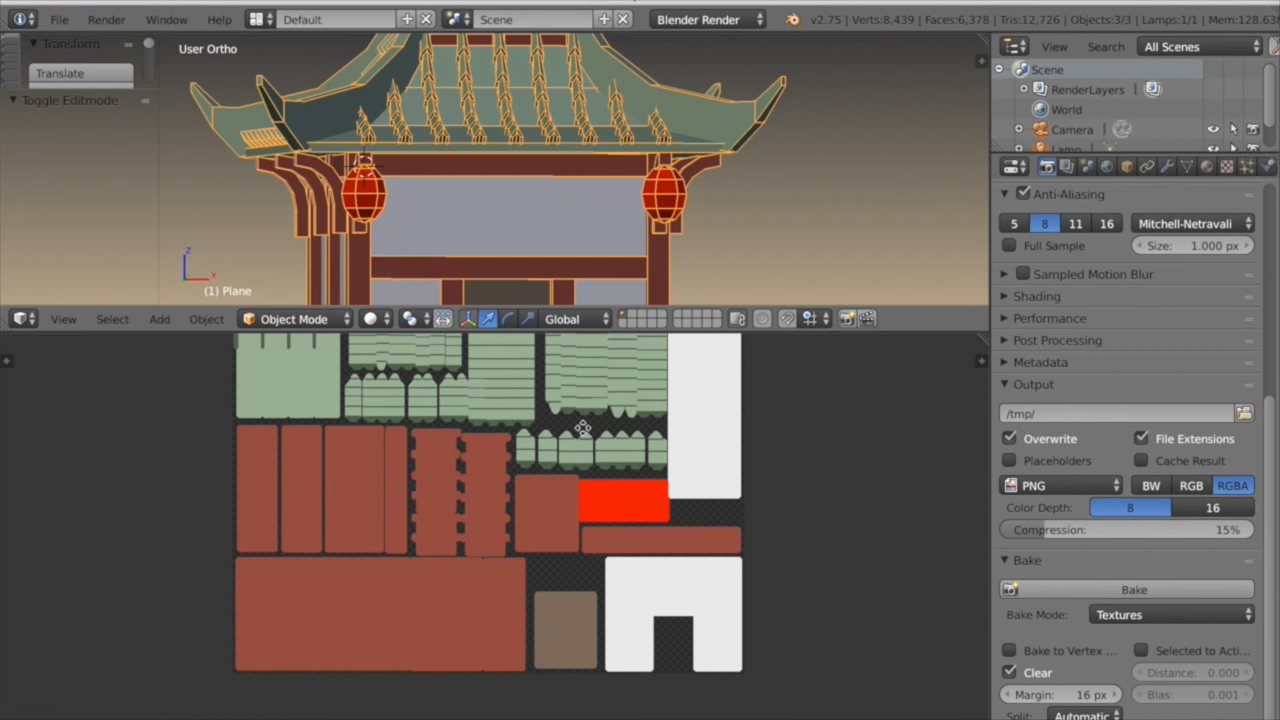 File Render Window Help Default Scene Blender Render v2.75 | Verts:8,439 | Faces:6,378 | Tris:12,726 | Objects:3/3 | Lamps:1/1 | Mem:128.63
Transform
Translate
Toggle Editmode
User Ortho
z
x
(1) Plane
View Search All Scenes
Scene
RenderLayers
World
Camera
Lamp
View Select Add Object Object Mode Global
Anti-Aliasing
5 8 11 16 Mitchell-Netravali
Full Sample Size: 1.000 px
Sampled Motion Blur
Shading
Performance
Post Processing
Metadata
Output
/tmp/
Overwrite File Extensions
Placeholders Cache Result
PNG BW RGB RGBA
Color Depth: 8 16
Compression: 15%
Bake
Bake
Bake Mode: Textures
Bake to Vertex ... Selected to Acti...
Clear Distance: 0.000
Margin: 16 px Bias: 0.001
Split: Automatic